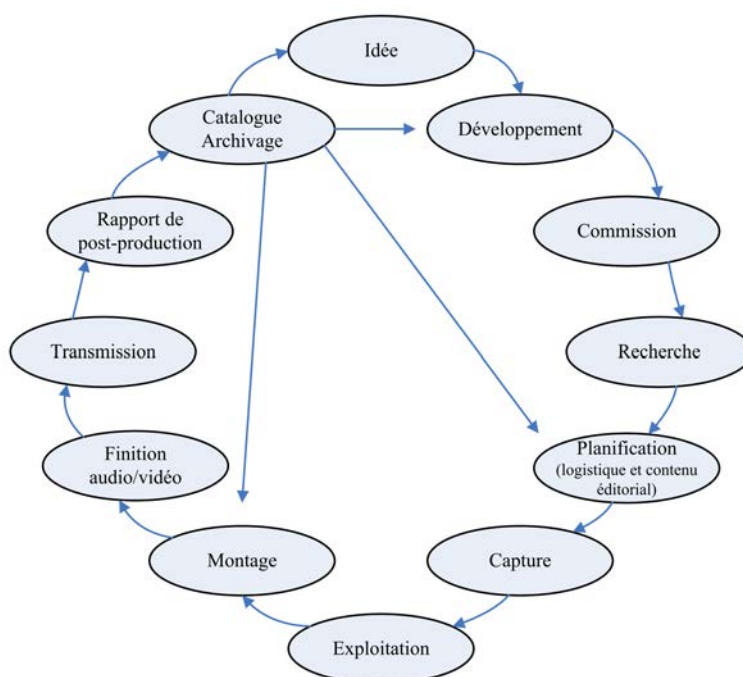 Idée
Développement
Commission
Recherche
Planification
(logistique et contenu
éditorial)
Capture
Exploitation
Montage
Finition
audio/vidéo
Transmission
Rapport de
post-production
Catalogue
Archivage